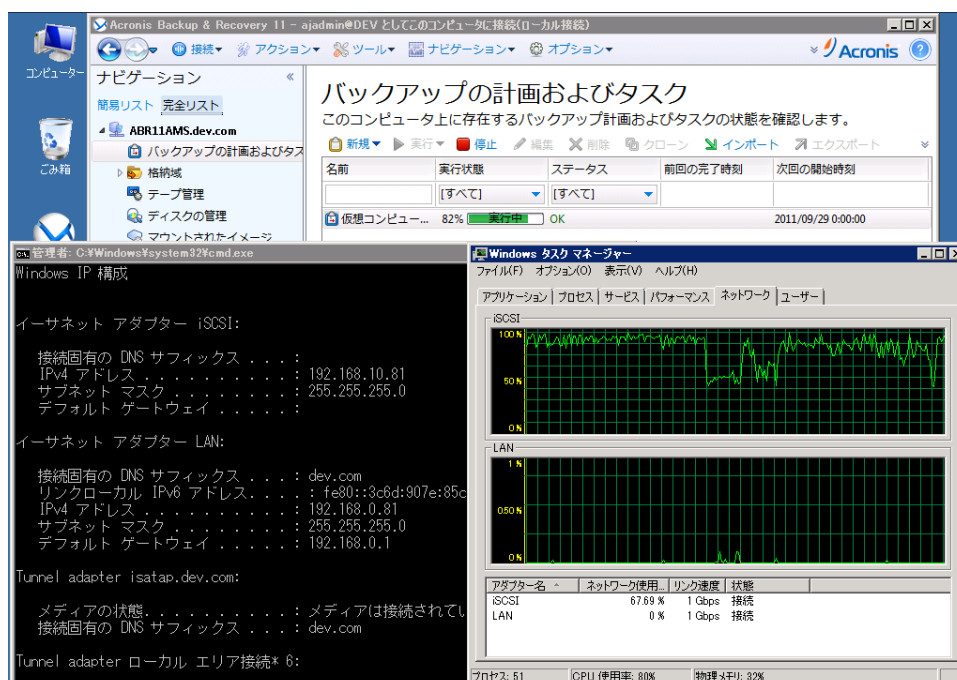 Acronis Backup & Recovery 11 - ajadmin@DEV としてこのコンピュータに接続(ローカル接続)
接続 アクション ツール ナビゲーション オプション Acronis
コンピューター
ナビゲーション
簡易リスト 完全リスト
ABR11AMS.dev.com
バックアップの計画およびタス
格納域
テープ管理
ディスクの管理
マウントされたイメージ
ごみ箱
バックアップの計画およびタスク
このコンピュータ上に存在するバックアップ計画およびタスクの状態を確認します。
新規 実行 停止 編集 削除 クローン インポート エクスポート
名前 実行状態 ステータス 前回の完了時刻 次回の開始時刻
[すべて] [すべて]
仮想コンピュー... 82% 実行中 OK 2011/09/29 0:00:00
管理者: C:¥Windows¥system32¥cmd.exe
Windows IP 構成
イーサネット アダプター iSCSI:
接続固有の DNS サフィックス . . . :
IPv4 アドレス . . . . . . . . . . . : 192.168.10.81
サブネット マスク . . . . . . . . . : 255.255.255.0
デフォルト ゲートウェイ . . . . . :
イーサネット アダプター LAN:
接続固有の DNS サフィックス . . . : dev.com
リンクローカル IPv6 アドレス. . . . : fe80::3c6d:907e:85c
IPv4 アドレス . . . . . . . . . . . : 192.168.0.81
サブネット マスク . . . . . . . . . : 255.255.255.0
デフォルト ゲートウェイ . . . . . : 192.168.0.1
Tunnel adapter isatap.dev.com:
メディアの状態. . . . . . . . . . . : メディアは接続されてい
接続固有の DNS サフィックス . . . : dev.com
Tunnel adapter ローカル エリア接続* 6:
Windows タスク マネージャー
ファイル(F) オプション(O) 表示(V) ヘルプ(H)
アプリケーション プロセス サービス パフォーマンス ネットワーク ユーザー
iSCSI
100 %
50 %
0 %
LAN
1 %
0.50 %
0 %
アダプター名 ネットワーク使用... リンク速度 状態
iSCSI 67.69 % 1 Gbps 接続
LAN 0 % 1 Gbps 接続
プロセス: 51 CPU 使用率: 80% 物理メモリ: 32%